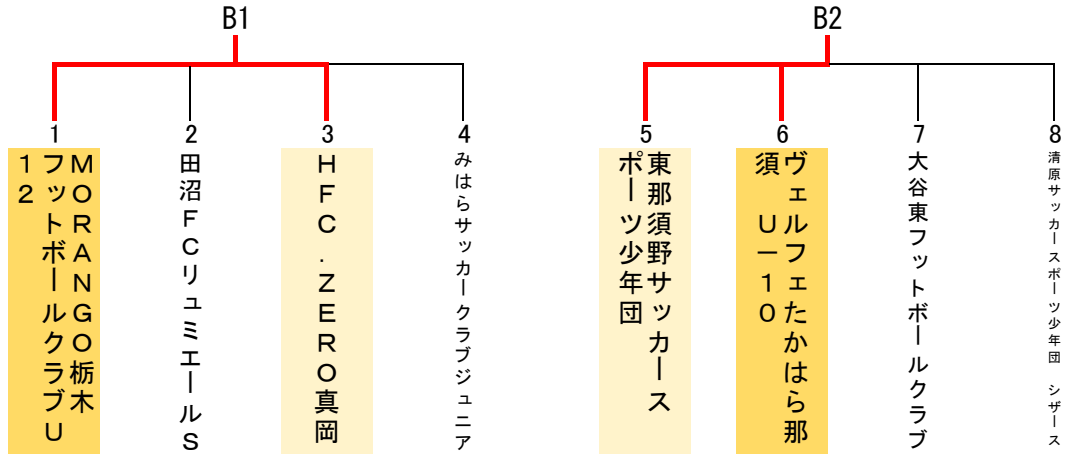 B1
B2
1
2
3
4
5
6
7
8
MORANGO栃木
フットボールクラブU
12
田沼FCリュミエールS
HFC.ZERO真岡
みはらサッカークラブジュニア
東那須野サッカース
ポーツ少年団
ヴェルフェたかはら那
須 U-10
大谷東フットボールクラブ
清原サッカースポーツ少年団 シザース